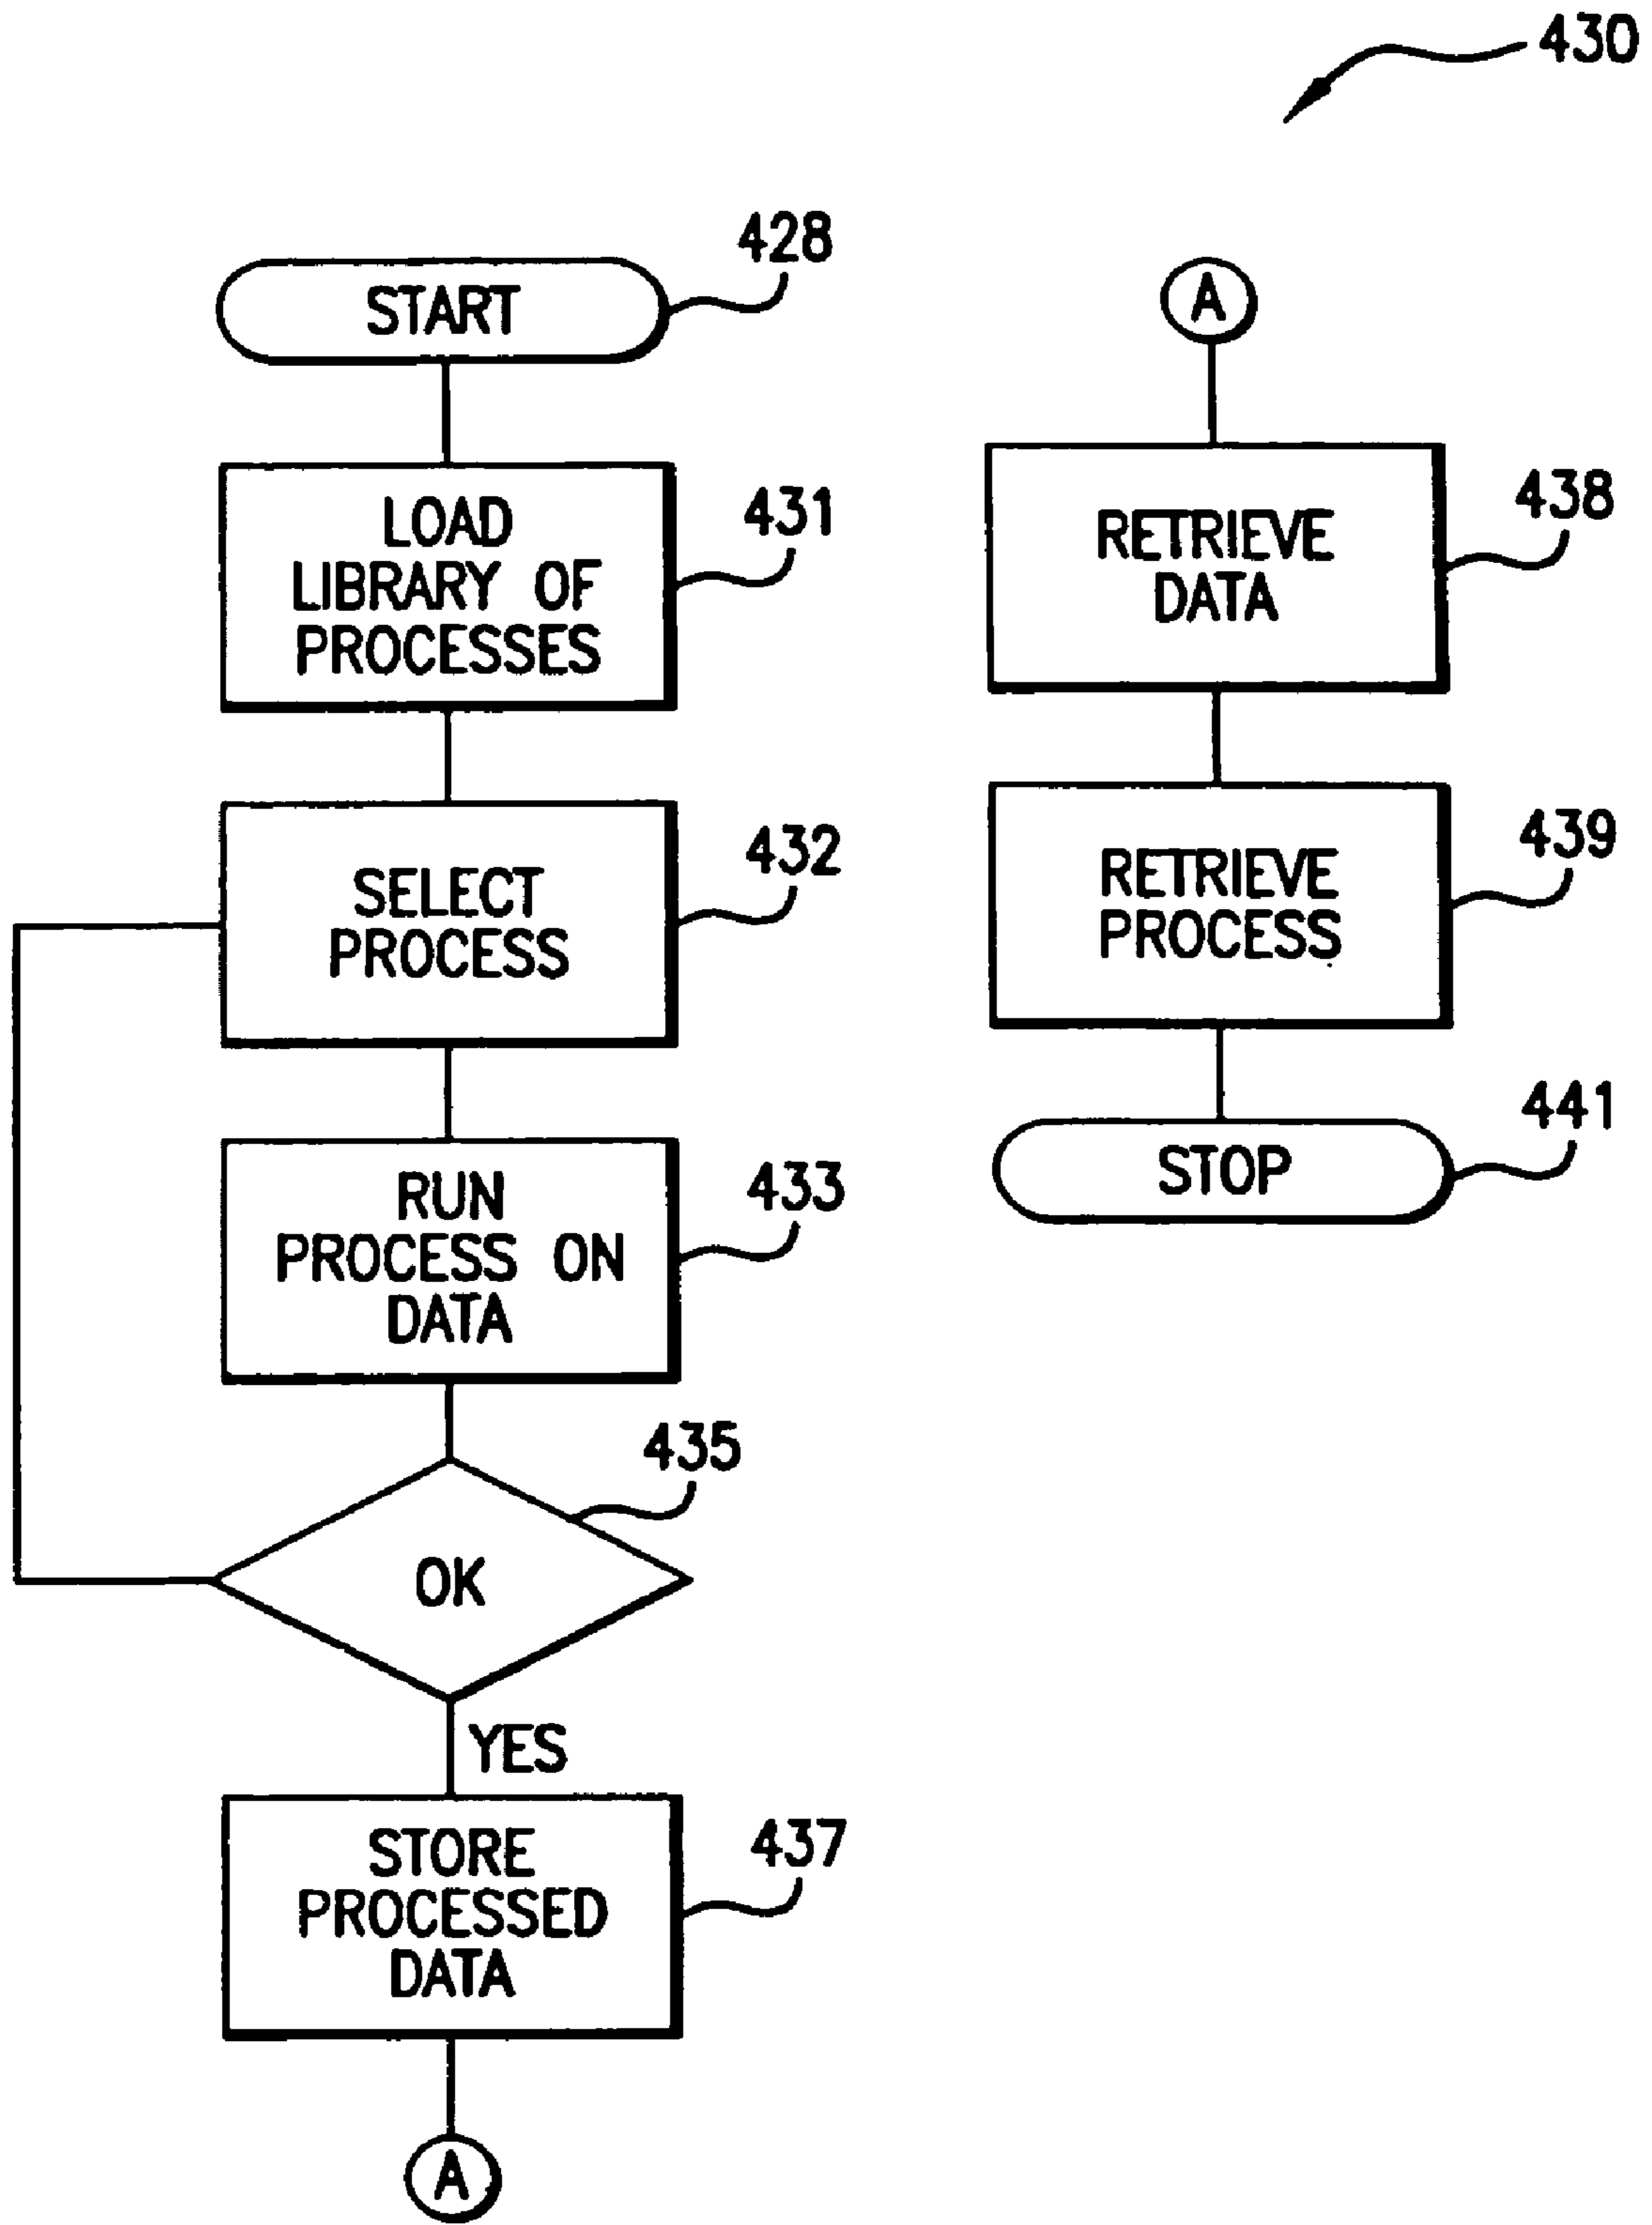 430
START
428
LOAD
LIBRARY OF
PROCESSES
431
SELECT
PROCESS
432
RUN
PROCESS ON
DATA
433
OK
435
YES
STORE
PROCESSED
DATA
437
A
A
RETRIEVE
DATA
438
RETRIEVE
PROCESS
439
STOP
441